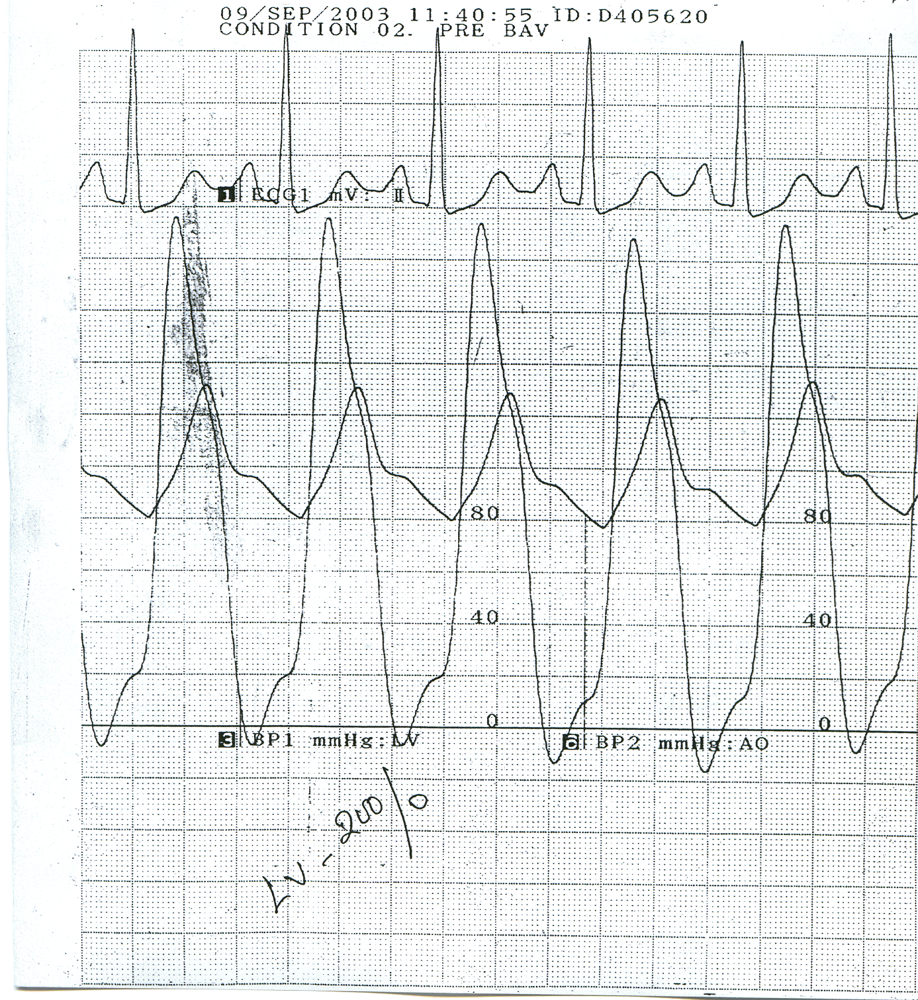 09/SEP/2003 11:40:55 ID:D405620
CONDITION 02. PRE BAV
1 ECG1 mV: II
80 80
40 40
0 0
3 BP1 mmHg:LV 6 BP2 mmHg:AO
LV - 200/0